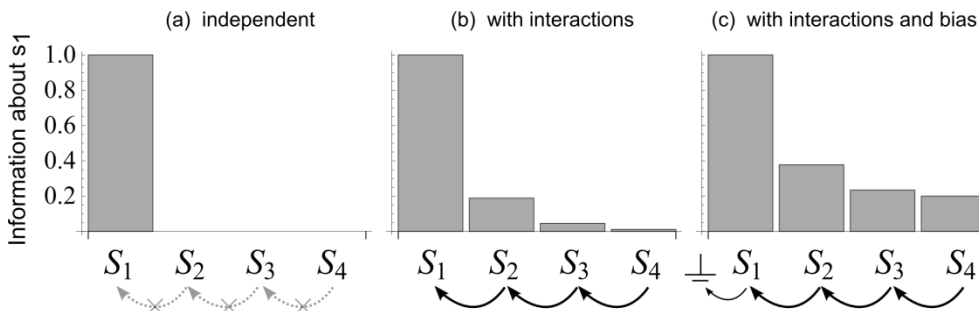 (a) independent
(b) with interactions
(c) with interactions and bias
Information about s1
1.0
0.8
0.6
0.4
0.2
S1 S2 S3 S4
S1 S2 S3 S4
S1 S2 S3 S4